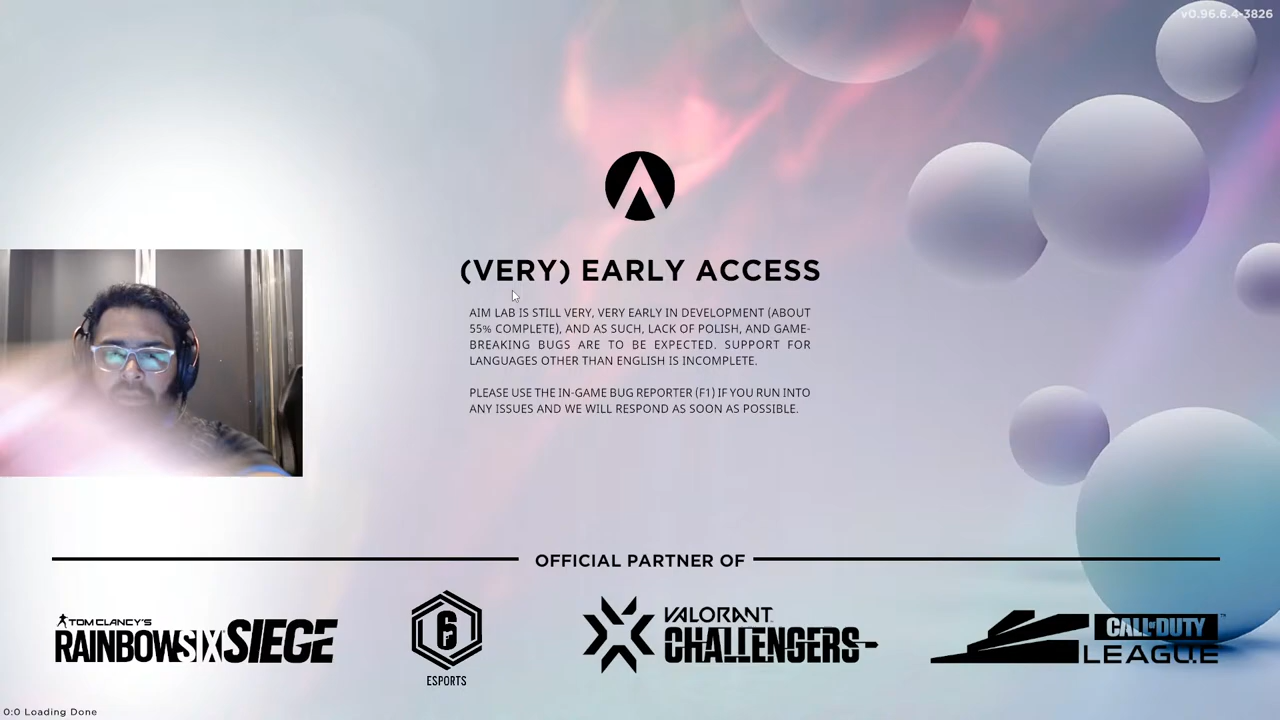 v0.96.6.4-3826
(VERY) EARLY ACCESS
AIM LAB IS STILL VERY, VERY EARLY IN DEVELOPMENT (ABOUT
55% COMPLETE), AND AS SUCH, LACK OF POLISH, AND GAME-
BREAKING BUGS ARE TO BE EXPECTED. SUPPORT FOR
LANGUAGES OTHER THAN ENGLISH IS INCOMPLETE.
PLEASE USE THE IN-GAME BUG REPORTER (F1) IF YOU RUN INTO
ANY ISSUES AND WE WILL RESPOND AS SOON AS POSSIBLE.
OFFICIAL PARTNER OF
TOM CLANCY'S
RAINBOWSIX SIEGE
6
ESPORTS
VALORANT
CHALLENGERS
CALL OF DUTY
LEAGUE
0:0 Loading Done